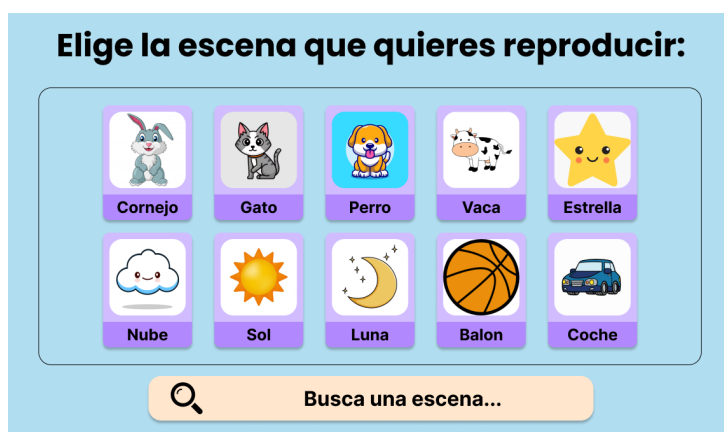 Elige la escena que quieres reproducir:
Cornejo
Gato
Perro
Vaca
Estrella
Nube
Sol
Luna
Balon
Coche
Busca una escena...